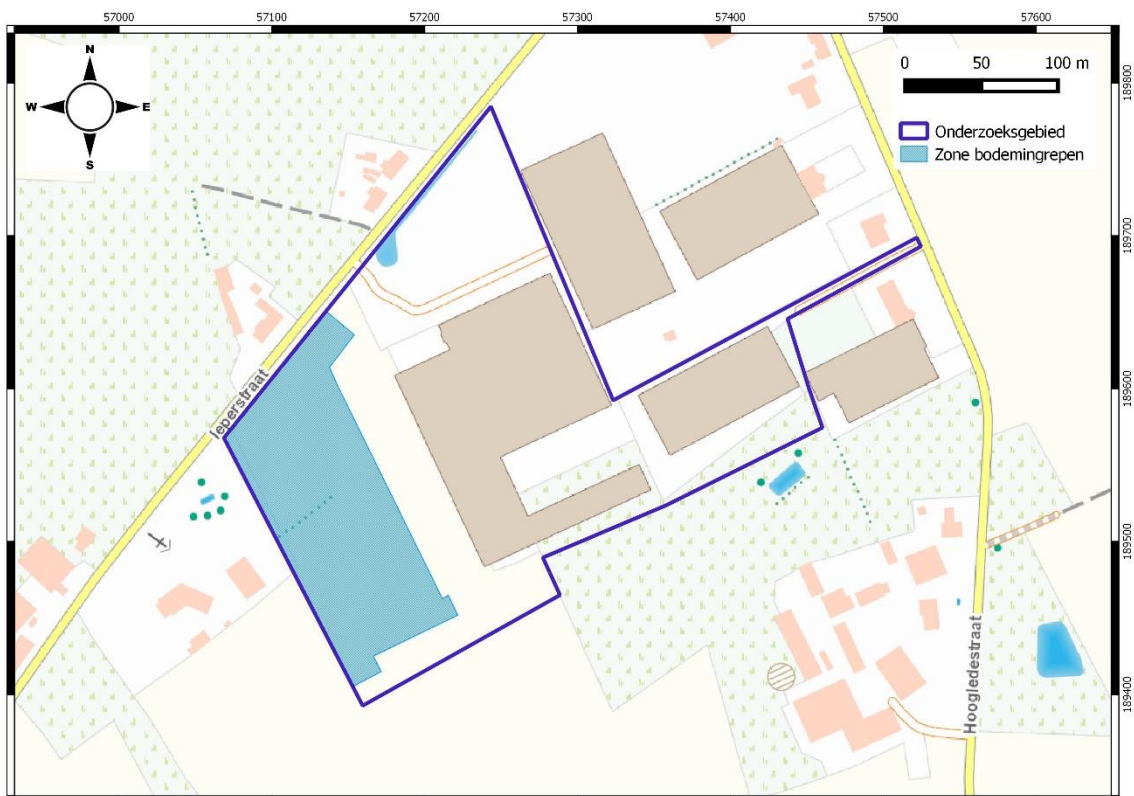 57000 57100 57200 57300 57400 57500 57600
N
W E
S
0 50 100 m
Onderzoeksgebied
Zone bodemingrepen
189800
189700
189600
189500
189400
Ieperstraat
Hoogledestraat